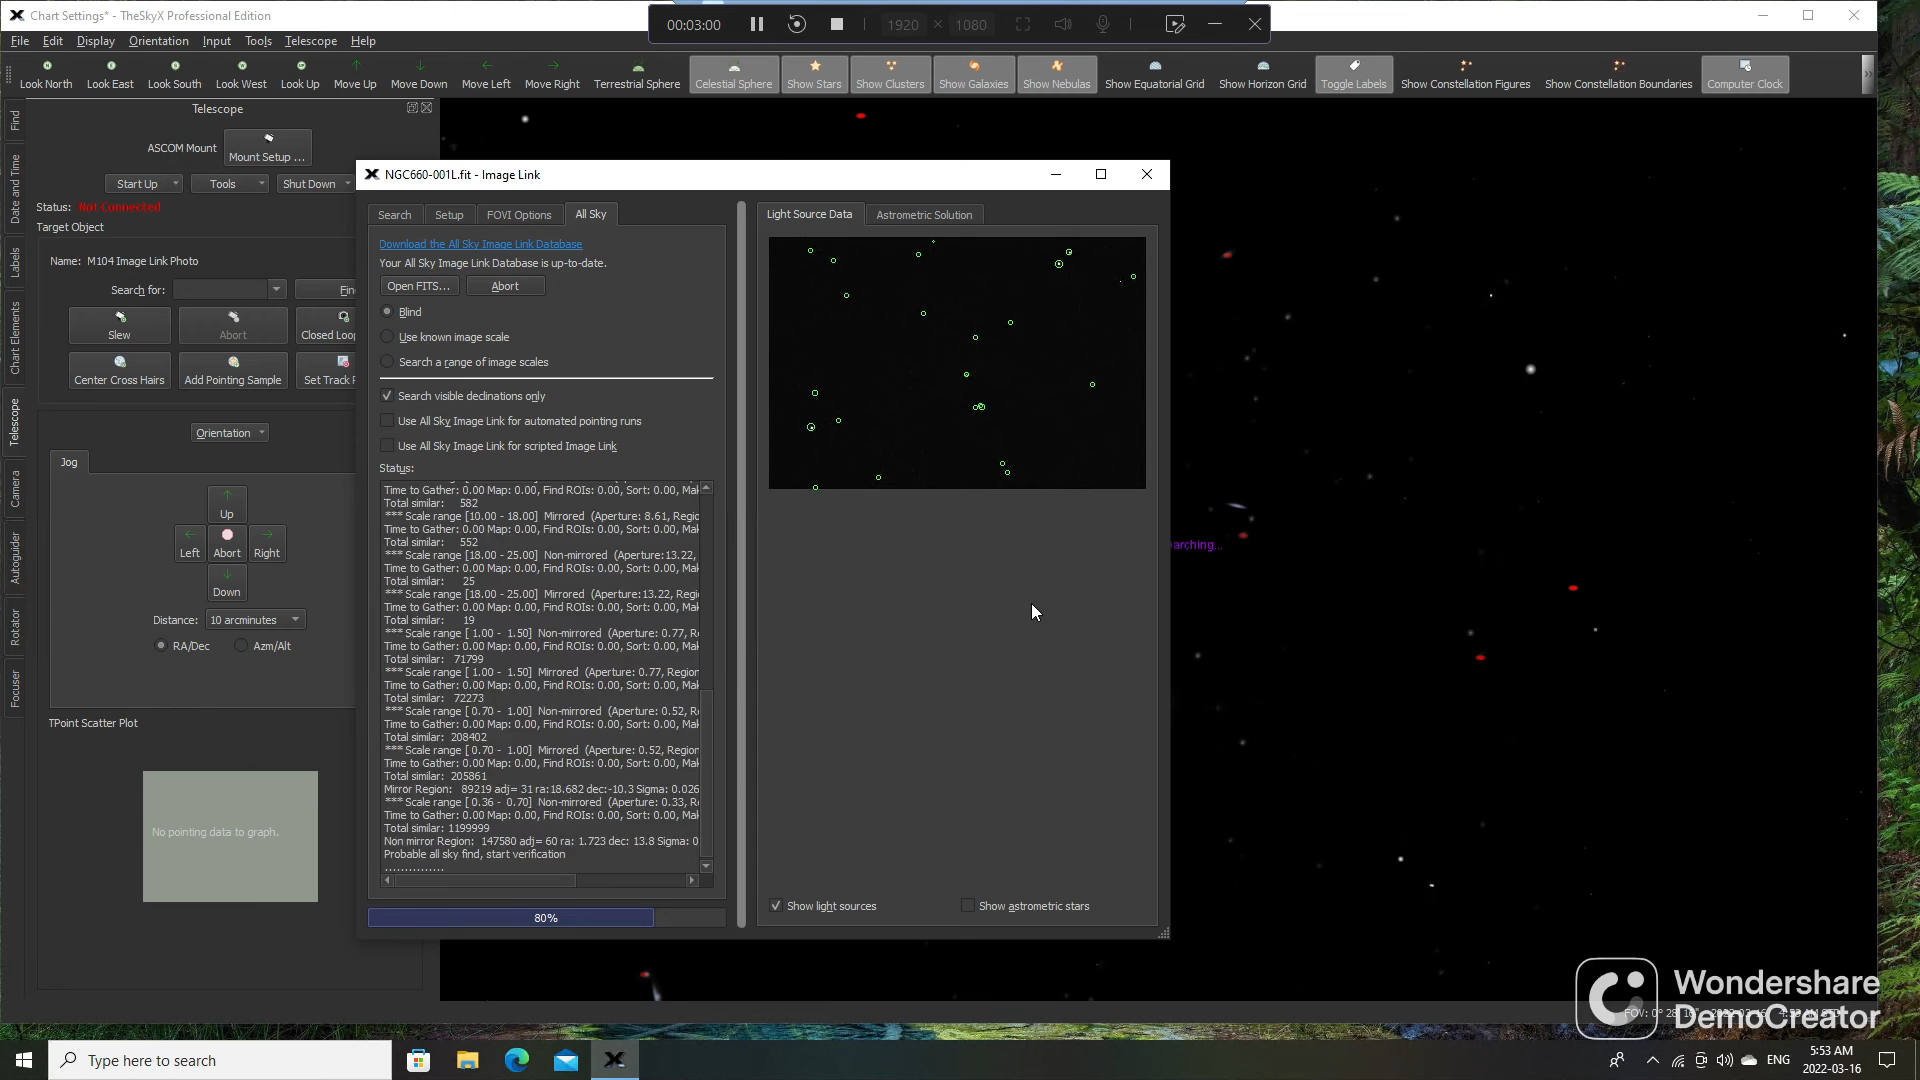 Chart Settings* - TheSkyX Professional Edition
00:03:00
1920 × 1080
File Edit Display Orientation Input Tools Telescope Help
Look North Look East Look South Look West Look Up Move Up Move Down Move Left Move Right Terrestrial Sphere Celestial Sphere Show Stars Show Clusters Show Galaxies Show Nebulas Show Equatorial Grid Show Horizon Grid Toggle Labels Show Constellation Figures Show Constellation Boundaries Computer Clock
Find
Date and Time
Labels
Chart Elements
Telescope
Camera
Autoguider
Rotator
Focuser
Telescope
ASCOM Mount Mount Setup ...
Start Up Tools Shut Down
Status: Not Connected
Target Object
Name: M104 Image Link Photo
Search for: Fin
Slew Abort Closed Loo
Center Cross Hairs Add Pointing Sample Set Track
Orientation
Jog
Up
Left Abort Right
Down
Distance: 10 arcminutes
RA/Dec Azm/Alt
TPoint Scatter Plot
No pointing data to graph.
NGC660-001L.fit - Image Link
Search Setup FOVI Options All Sky
Download the All Sky Image Link Database
Your All Sky Image Link Database is up-to-date.
Open FITS... Abort
Blind
Use known image scale
Search a range of image scales
Search visible declinations only
Use All Sky Image Link for automated pointing runs
Use All Sky Image Link for scripted Image Link
Status:
Time to Gather: 0.00 Map: 0.00, Find ROIs: 0.00, Sort: 0.00, Mak
Total similar: 582
*** Scale range [10.00 - 18.00] Mirrored (Aperture: 8.61, Regio
Time to Gather: 0.00 Map: 0.00, Find ROIs: 0.00, Sort: 0.00, Mak
Total similar: 552
*** Scale range [18.00 - 25.00] Non-mirrored (Aperture:13.22,
Time to Gather: 0.00 Map: 0.00, Find ROIs: 0.00, Sort: 0.00, Mak
Total similar: 25
*** Scale range [18.00 - 25.00] Mirrored (Aperture:13.22, Regi
Time to Gather: 0.00 Map: 0.00, Find ROIs: 0.00, Sort: 0.00, Mak
Total similar: 19
*** Scale range [ 1.00 - 1.50] Non-mirrored (Aperture: 0.77, R
Time to Gather: 0.00 Map: 0.00, Find ROIs: 0.00, Sort: 0.00, Mak
Total similar: 71799
*** Scale range [ 1.00 - 1.50] Mirrored (Aperture: 0.77, Region
Time to Gather: 0.00 Map: 0.00, Find ROIs: 0.00, Sort: 0.00, Mak
Total similar: 72273
*** Scale range [ 0.70 - 1.00] Non-mirrored (Aperture: 0.52, R
Time to Gather: 0.00 Map: 0.00, Find ROIs: 0.00, Sort: 0.00, Mak
Total similar: 208402
*** Scale range [ 0.70 - 1.00] Mirrored (Aperture: 0.52, Region
Time to Gather: 0.00 Map: 0.00, Find ROIs: 0.00, Sort: 0.00, Mak
Total similar: 205861
Mirror Region: 89219 adj= 31 ra:18.682 dec:-10.3 Sigma: 0.026
*** Scale range [ 0.36 - 0.70] Non-mirrored (Aperture: 0.33, R
Time to Gather: 0.00 Map: 0.00, Find ROIs: 0.00, Sort: 0.00, Mak
Total similar: 1199999
Non mirror Region: 147580 adj= 60 ra: 1.723 dec: 13.8 Sigma: 0
Probable all sky find, start verification
...............
80%
Light Source Data Astrometric Solution
Show light sources Show astrometric stars
earching...
Wondershare
DemoCreator
Type here to search
ENG
5:53 AM
2022-03-16